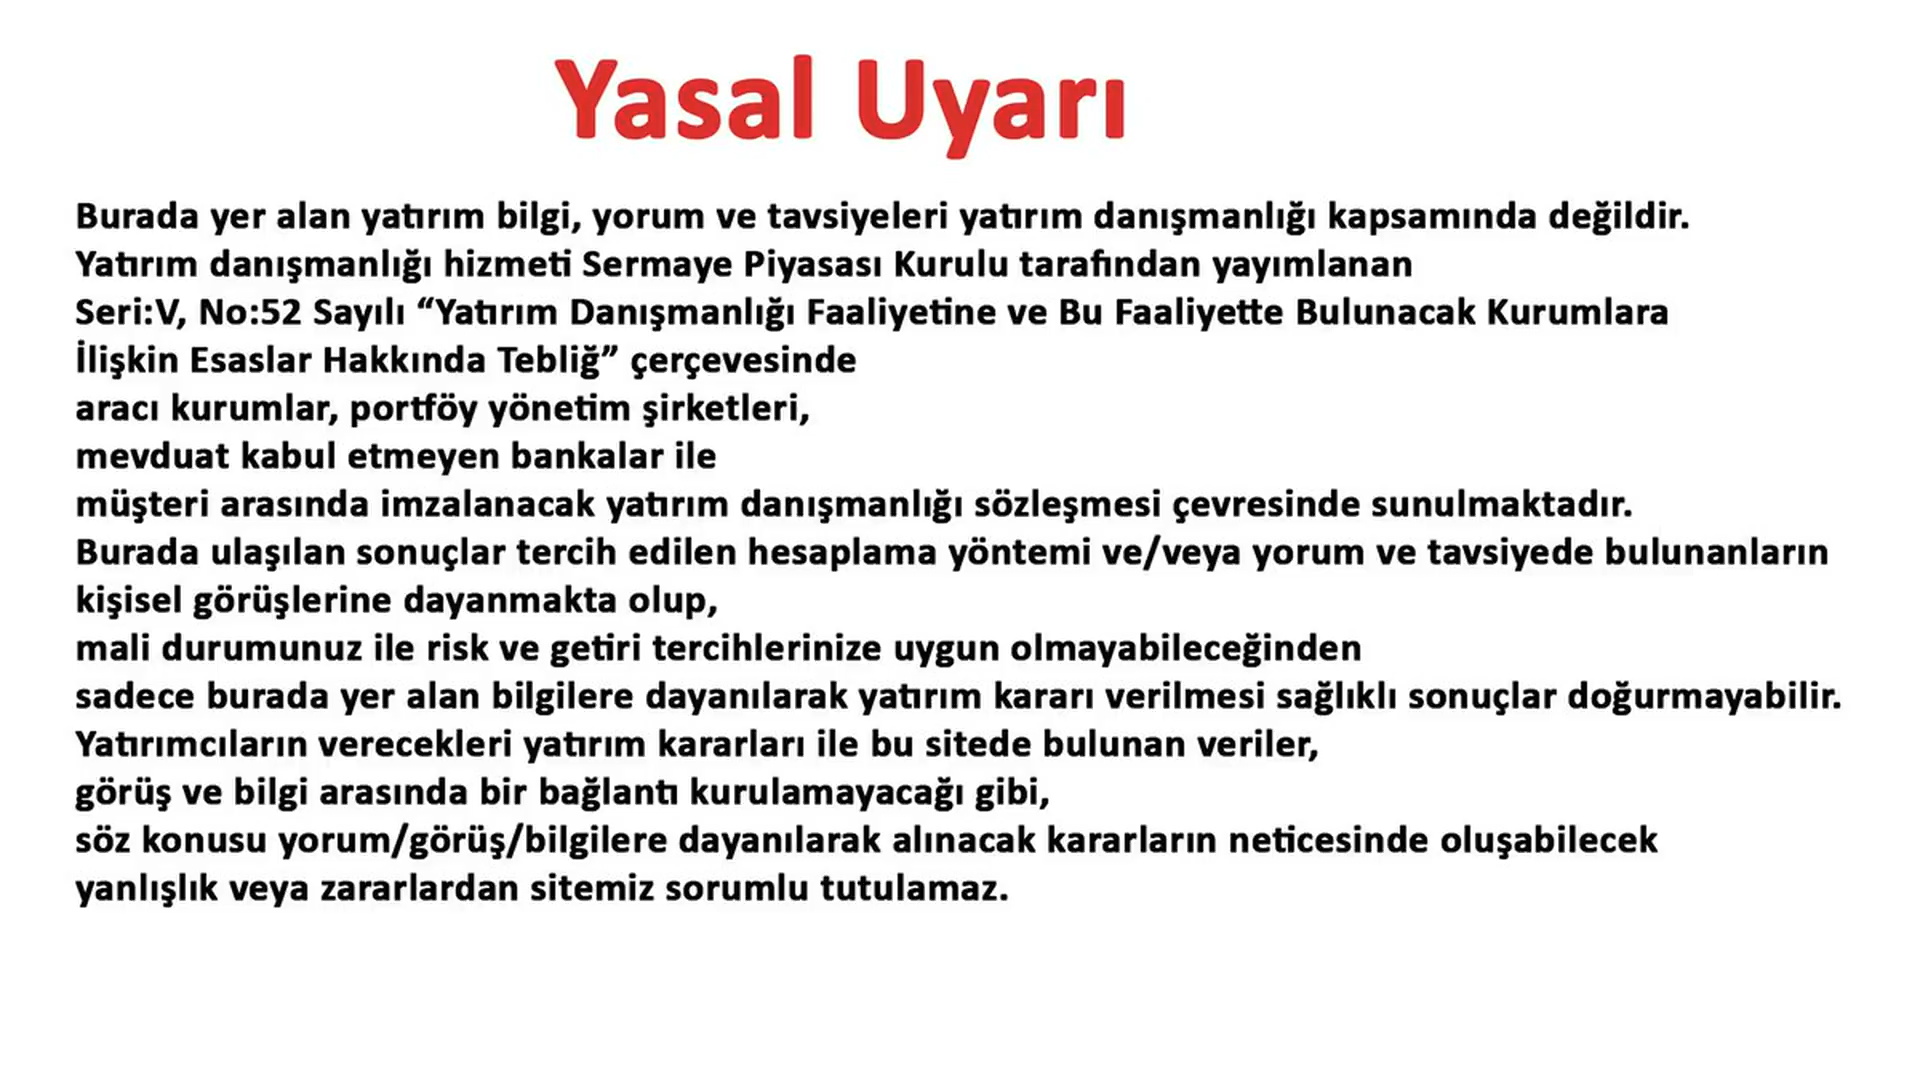 Yasal Uyarı
Burada yer alan yatırım bilgi, yorum ve tavsiyeleri yatırım danışmanlığı kapsamında değildir.
Yatırım danışmanlığı hizmeti Sermaye Piyasası Kurulu tarafından yayımlanan
Seri:V, No:52 Sayılı “Yatırım Danışmanlığı Faaliyetine ve Bu Faaliyette Bulunacak Kurumlara
İlişkin Esaslar Hakkında Tebliğ” çerçevesinde
aracı kurumlar, portföy yönetim şirketleri,
mevduat kabul etmeyen bankalar ile
müşteri arasında imzalanacak yatırım danışmanlığı sözleşmesi çevresinde sunulmaktadır.
Burada ulaşılan sonuçlar tercih edilen hesaplama yöntemi ve/veya yorum ve tavsiyede bulunanların
kişisel görüşlerine dayanmakta olup,
mali durumunuz ile risk ve getiri tercihlerinize uygun olmayabileceğinden
sadece burada yer alan bilgilere dayanılarak yatırım kararı verilmesi sağlıklı sonuçlar doğurmayabilir.
Yatırımcıların verecekleri yatırım kararları ile bu sitede bulunan veriler,
görüş ve bilgi arasında bir bağlantı kurulamayacağı gibi,
söz konusu yorum/görüş/bilgilere dayanılarak alınacak kararların neticesinde oluşabilecek
yanlışlık veya zararlardan sitemiz sorumlu tutulamaz.